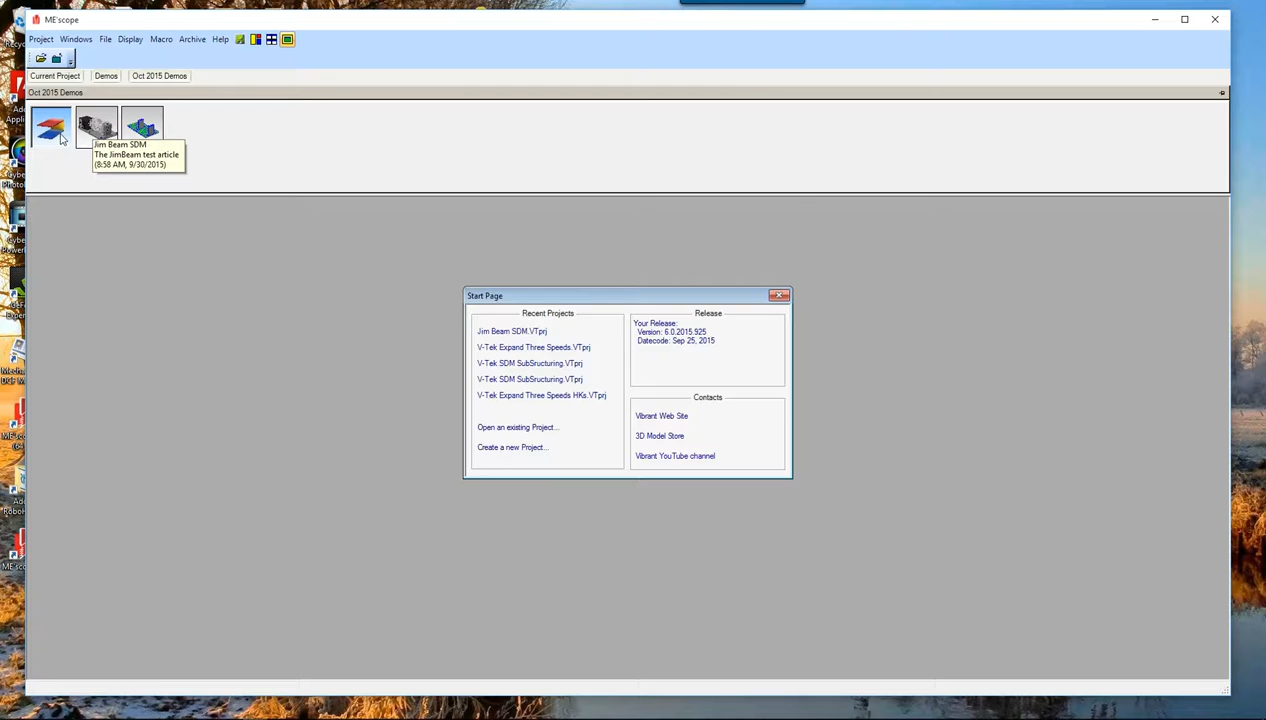 ME'scope
Project Windows File Display Macro Archive Help
Current Project Demos Oct 2015 Demos
Oct 2015 Demos
Jim Beam SDM
The JimBeam test article
(8:58 AM, 9/30/2015)
Start Page
Recent Projects
Jim Beam SDM.VTprj
V-Tek Expand Three Speeds.VTprj
V-Tek SDM SubSructuring.VTprj
V-Tek SDM SubSructuring.VTprj
V-Tek Expand Three Speeds HKs.VTprj
Open an existing Project...
Create a new Project...
Release
Your Release:
Version: 6.0.2015.925
Datecode: Sep 25, 2015
Contacts
Vibrant Web Site
3D Model Store
Vibrant YouTube channel